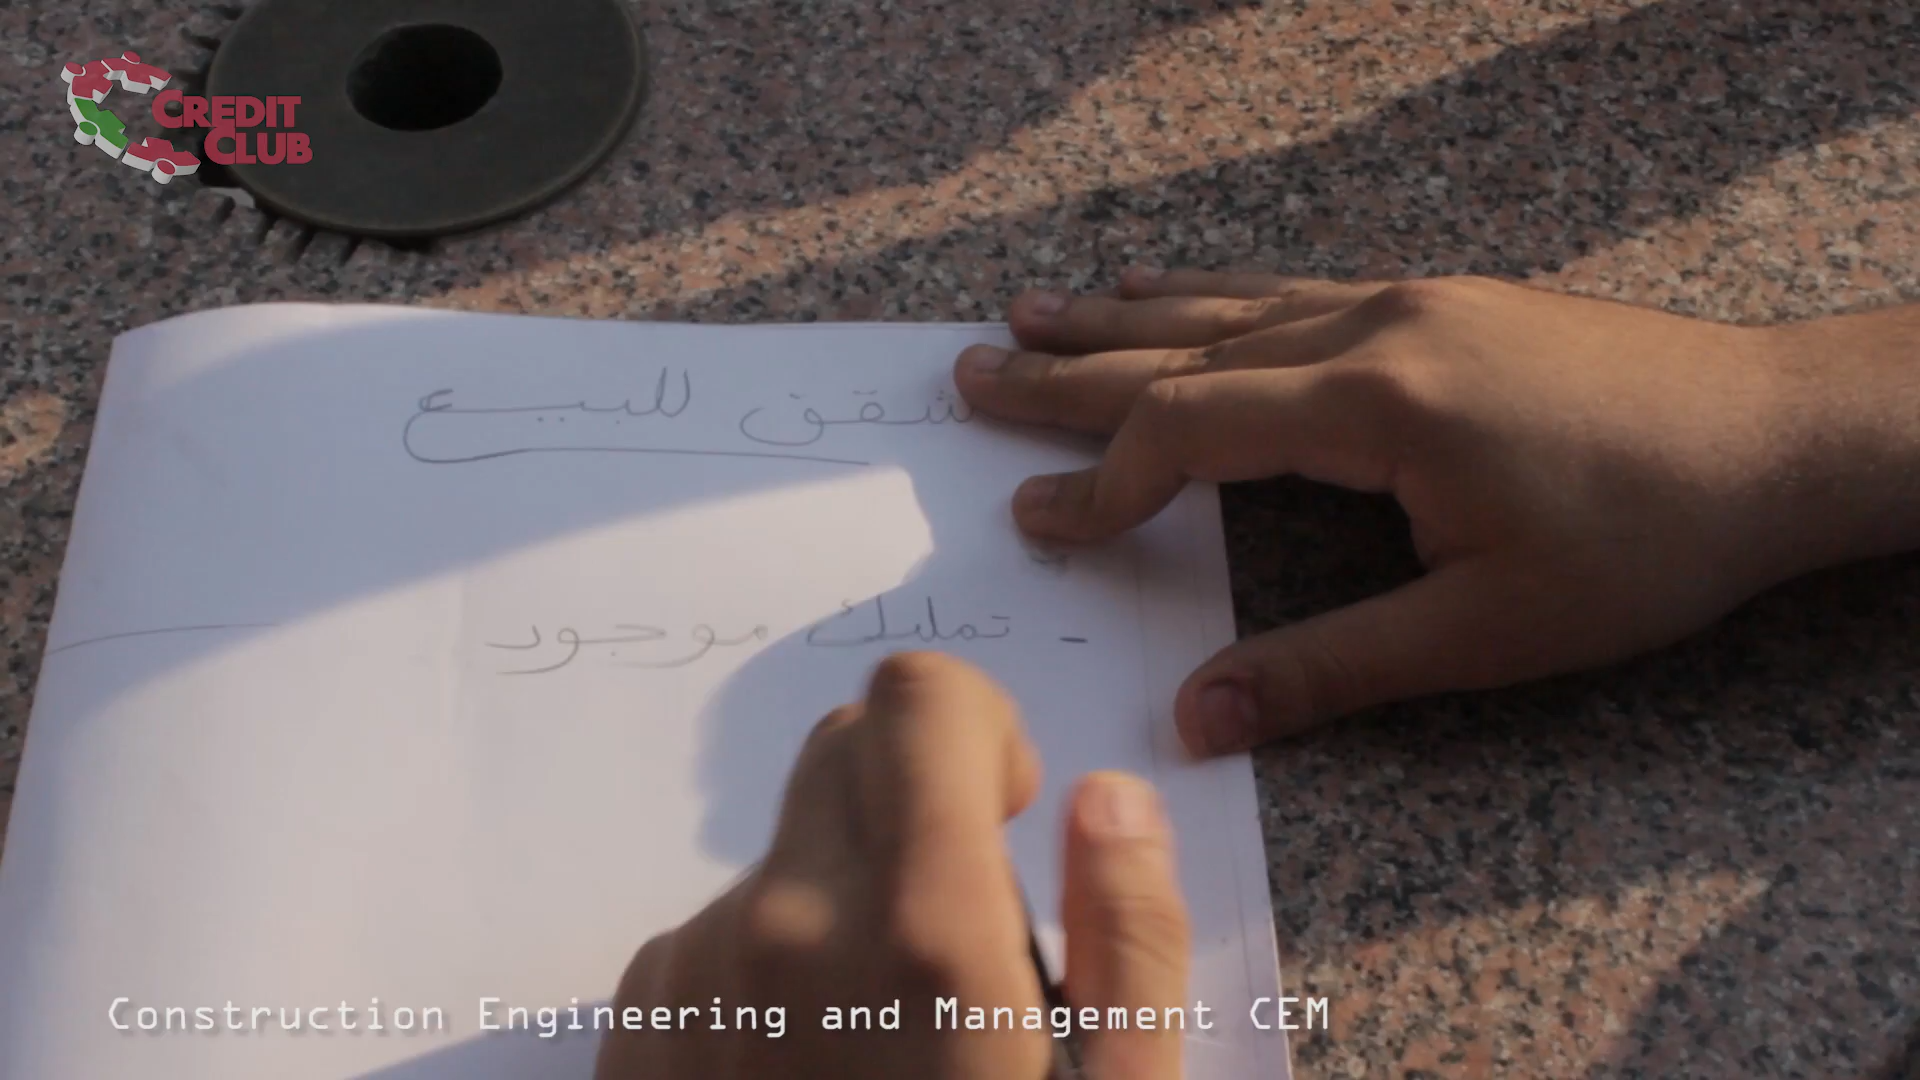 CREDIT
CLUB
شقق للبيع
- تمليك موجود
Construction Engineering and Management CEM